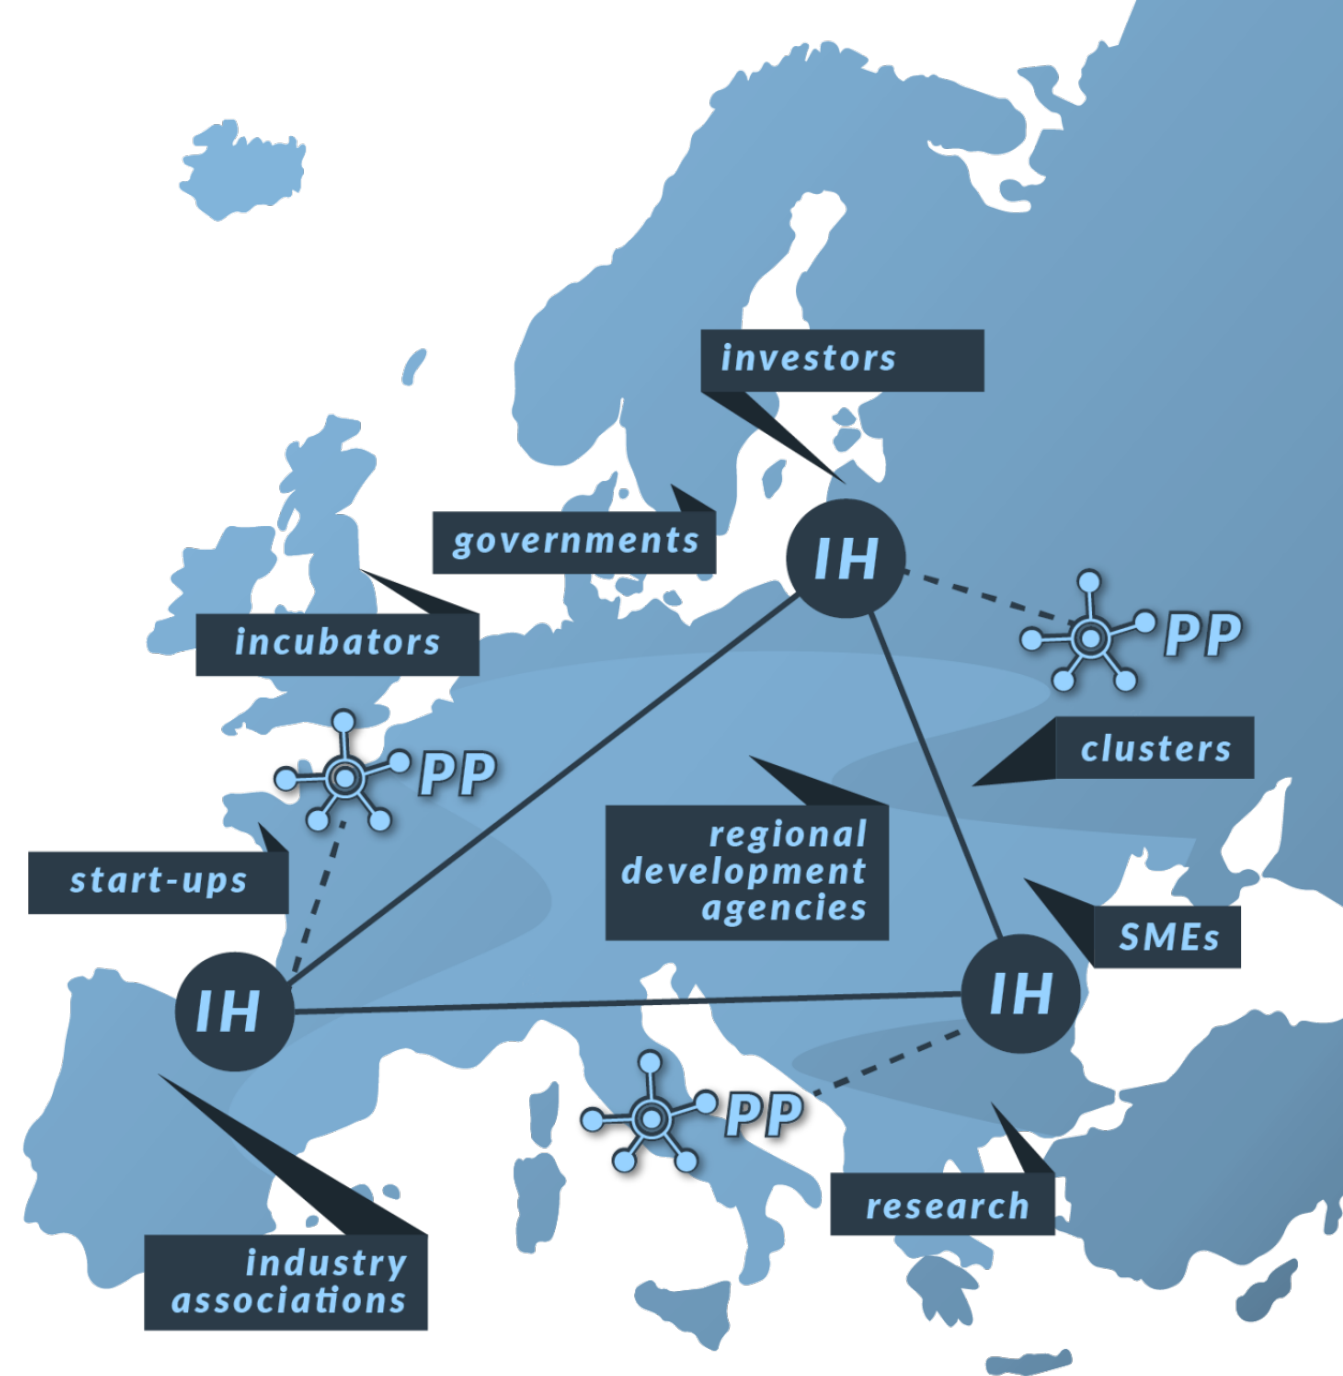 investors
governments
IH
incubators
PP
PP
clusters
regional
development
agencies
start-ups
SMEs
IH
IH
PP
research
industry
associations